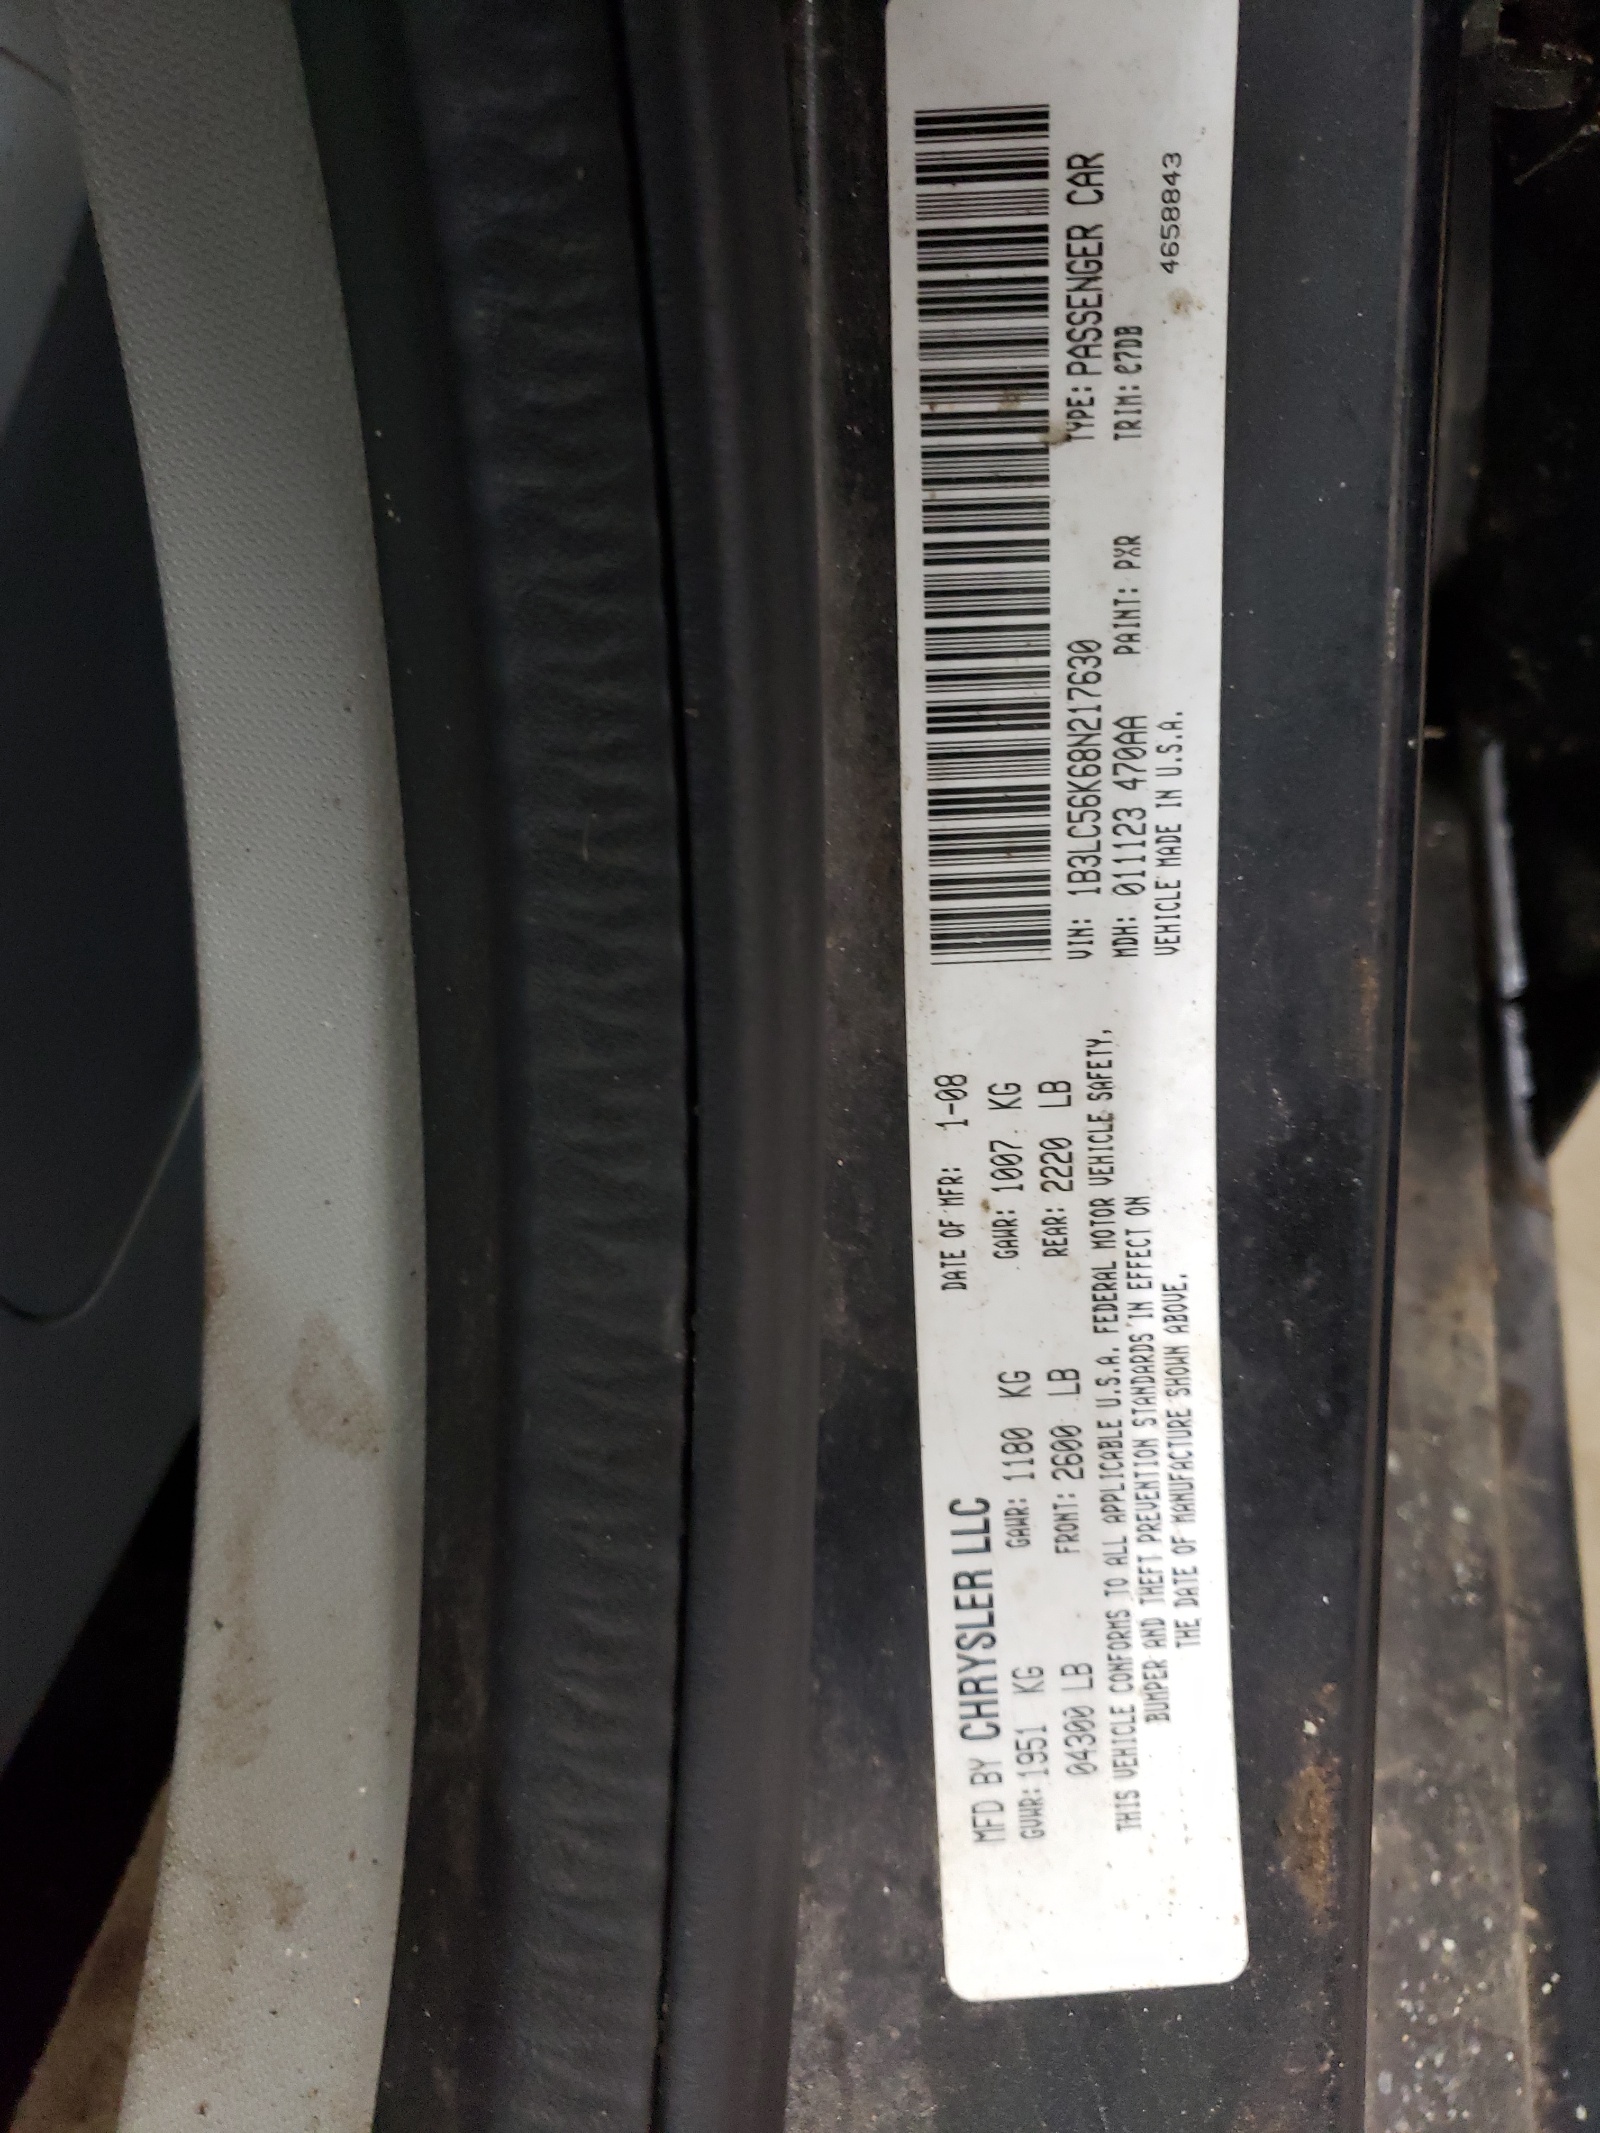 MFD BY CHRYSLER LLC DATE OF MFR: 1-08
GVWR: 1951 KG GAWR: 1180 KG GAWR: 1007 KG
04300 LB FRONT: 2600 LB REAR: 2220 LB
THIS VEHICLE CONFORMS TO ALL APPLICABLE U.S.A. FEDERAL MOTOR VEHICLE SAFETY,
BUMPER AND THEFT PREVENTION STANDARDS IN EFFECT ON
THE DATE OF MANUFACTURE SHOWN ABOVE.
VIN: 1B3LC56K68N217630 TYPE: PASSENGER CAR
MDH: 011123 470AA PAINT: PXR TRIM: @7DB
VEHICLE MADE IN U.S.A. 4658843